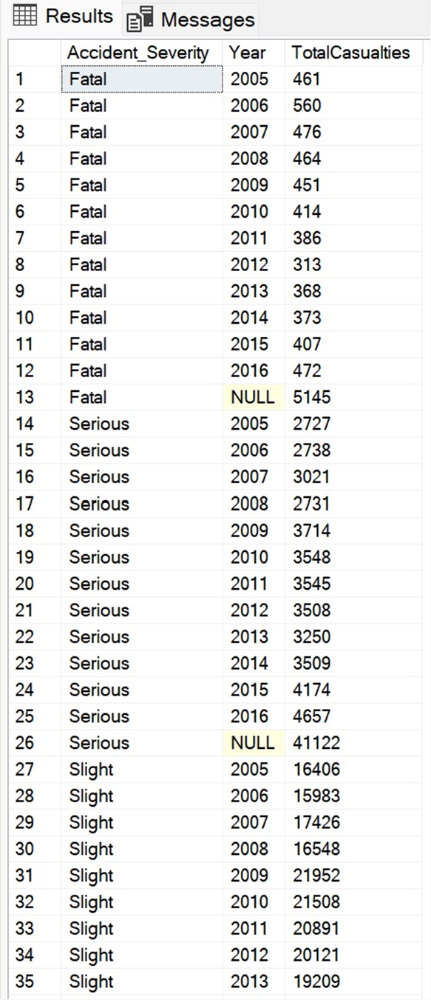 Results Messages
Accident_Severity Year TotalCasualties
1 Fatal 2005 461
2 Fatal 2006 560
3 Fatal 2007 476
4 Fatal 2008 464
5 Fatal 2009 451
6 Fatal 2010 414
7 Fatal 2011 386
8 Fatal 2012 313
9 Fatal 2013 368
10 Fatal 2014 373
11 Fatal 2015 407
12 Fatal 2016 472
13 Fatal NULL 5145
14 Serious 2005 2727
15 Serious 2006 2738
16 Serious 2007 3021
17 Serious 2008 2731
18 Serious 2009 3714
19 Serious 2010 3548
20 Serious 2011 3545
21 Serious 2012 3508
22 Serious 2013 3250
23 Serious 2014 3509
24 Serious 2015 4174
25 Serious 2016 4657
26 Serious NULL 41122
27 Slight 2005 16406
28 Slight 2006 15983
29 Slight 2007 17426
30 Slight 2008 16548
31 Slight 2009 21952
32 Slight 2010 21508
33 Slight 2011 20891
34 Slight 2012 20121
35 Slight 2013 19209